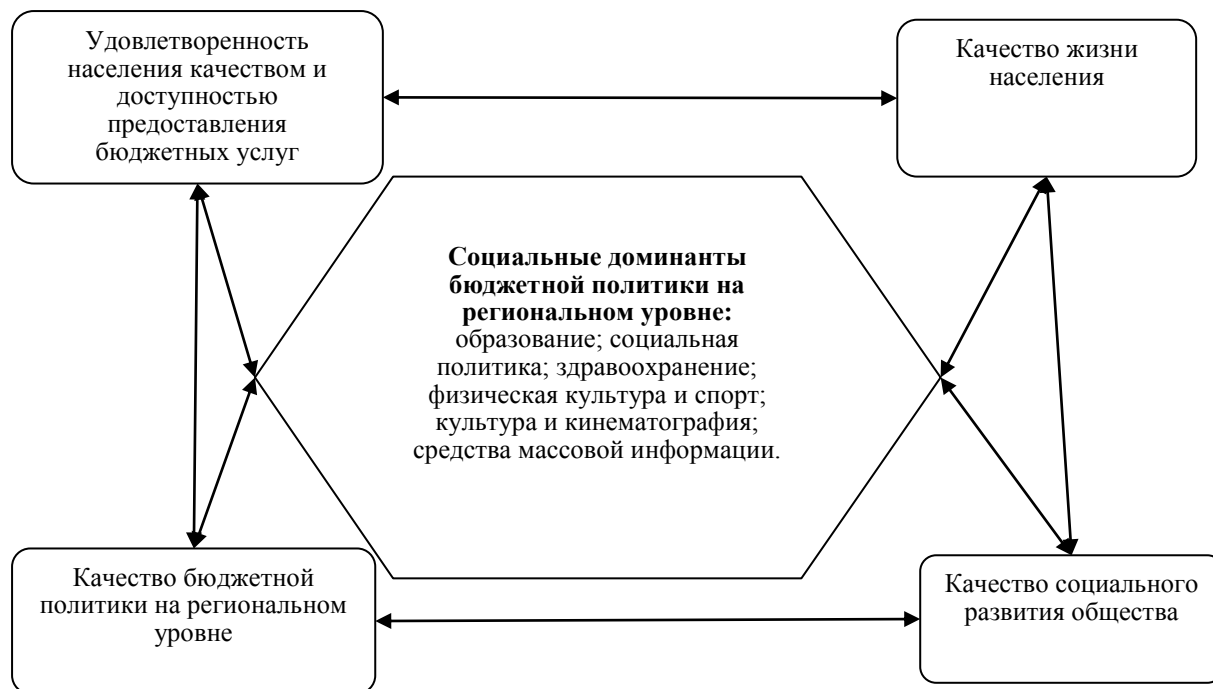 Удовлетворенность
населения качеством и
доступностью
предоставления
бюджетных услуг
Качество жизни
населения
Социальные доминанты
бюджетной политики на
региональном уровне:
образование; социальная
политика; здравоохранение;
физическая культура и спорт;
культура и кинематография;
средства массовой информации.
Качество бюджетной
политики на региональном
уровне
Качество социального
развития общества